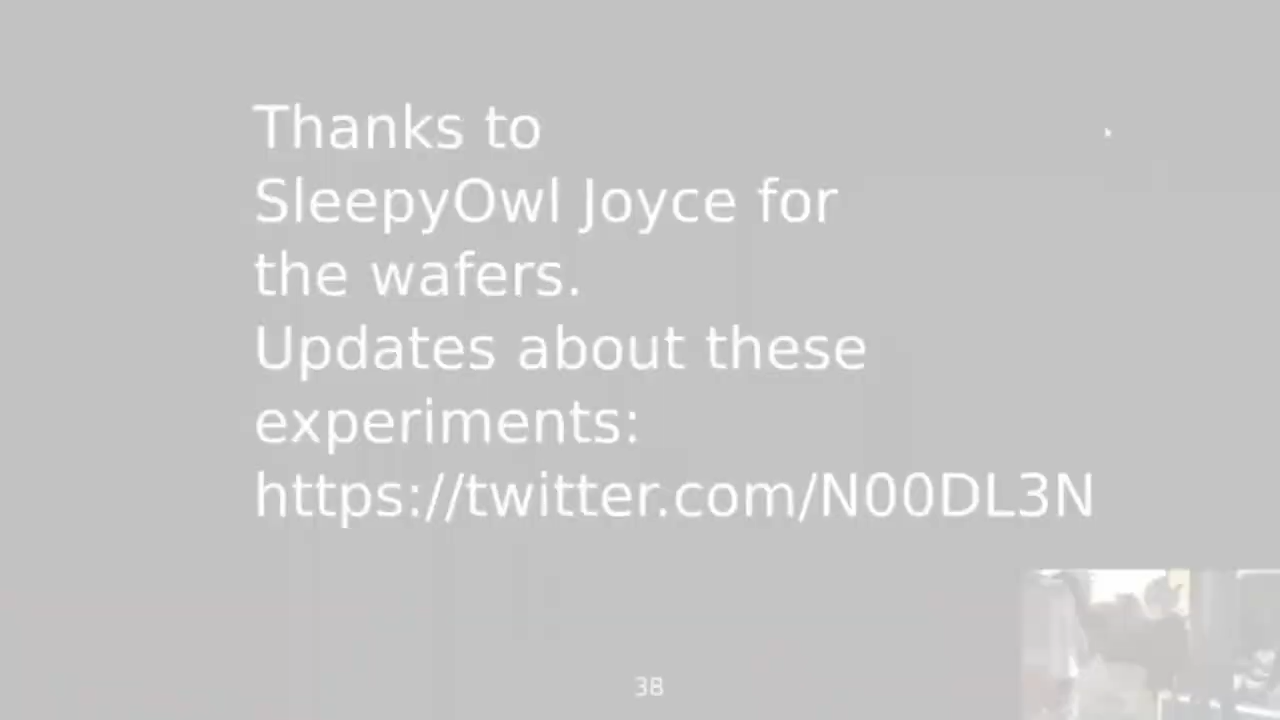 Thanks to
SleepyOwl Joyce for
the wafers.
Updates about these
experiments:
https://twitter.com/N00DL3N
38